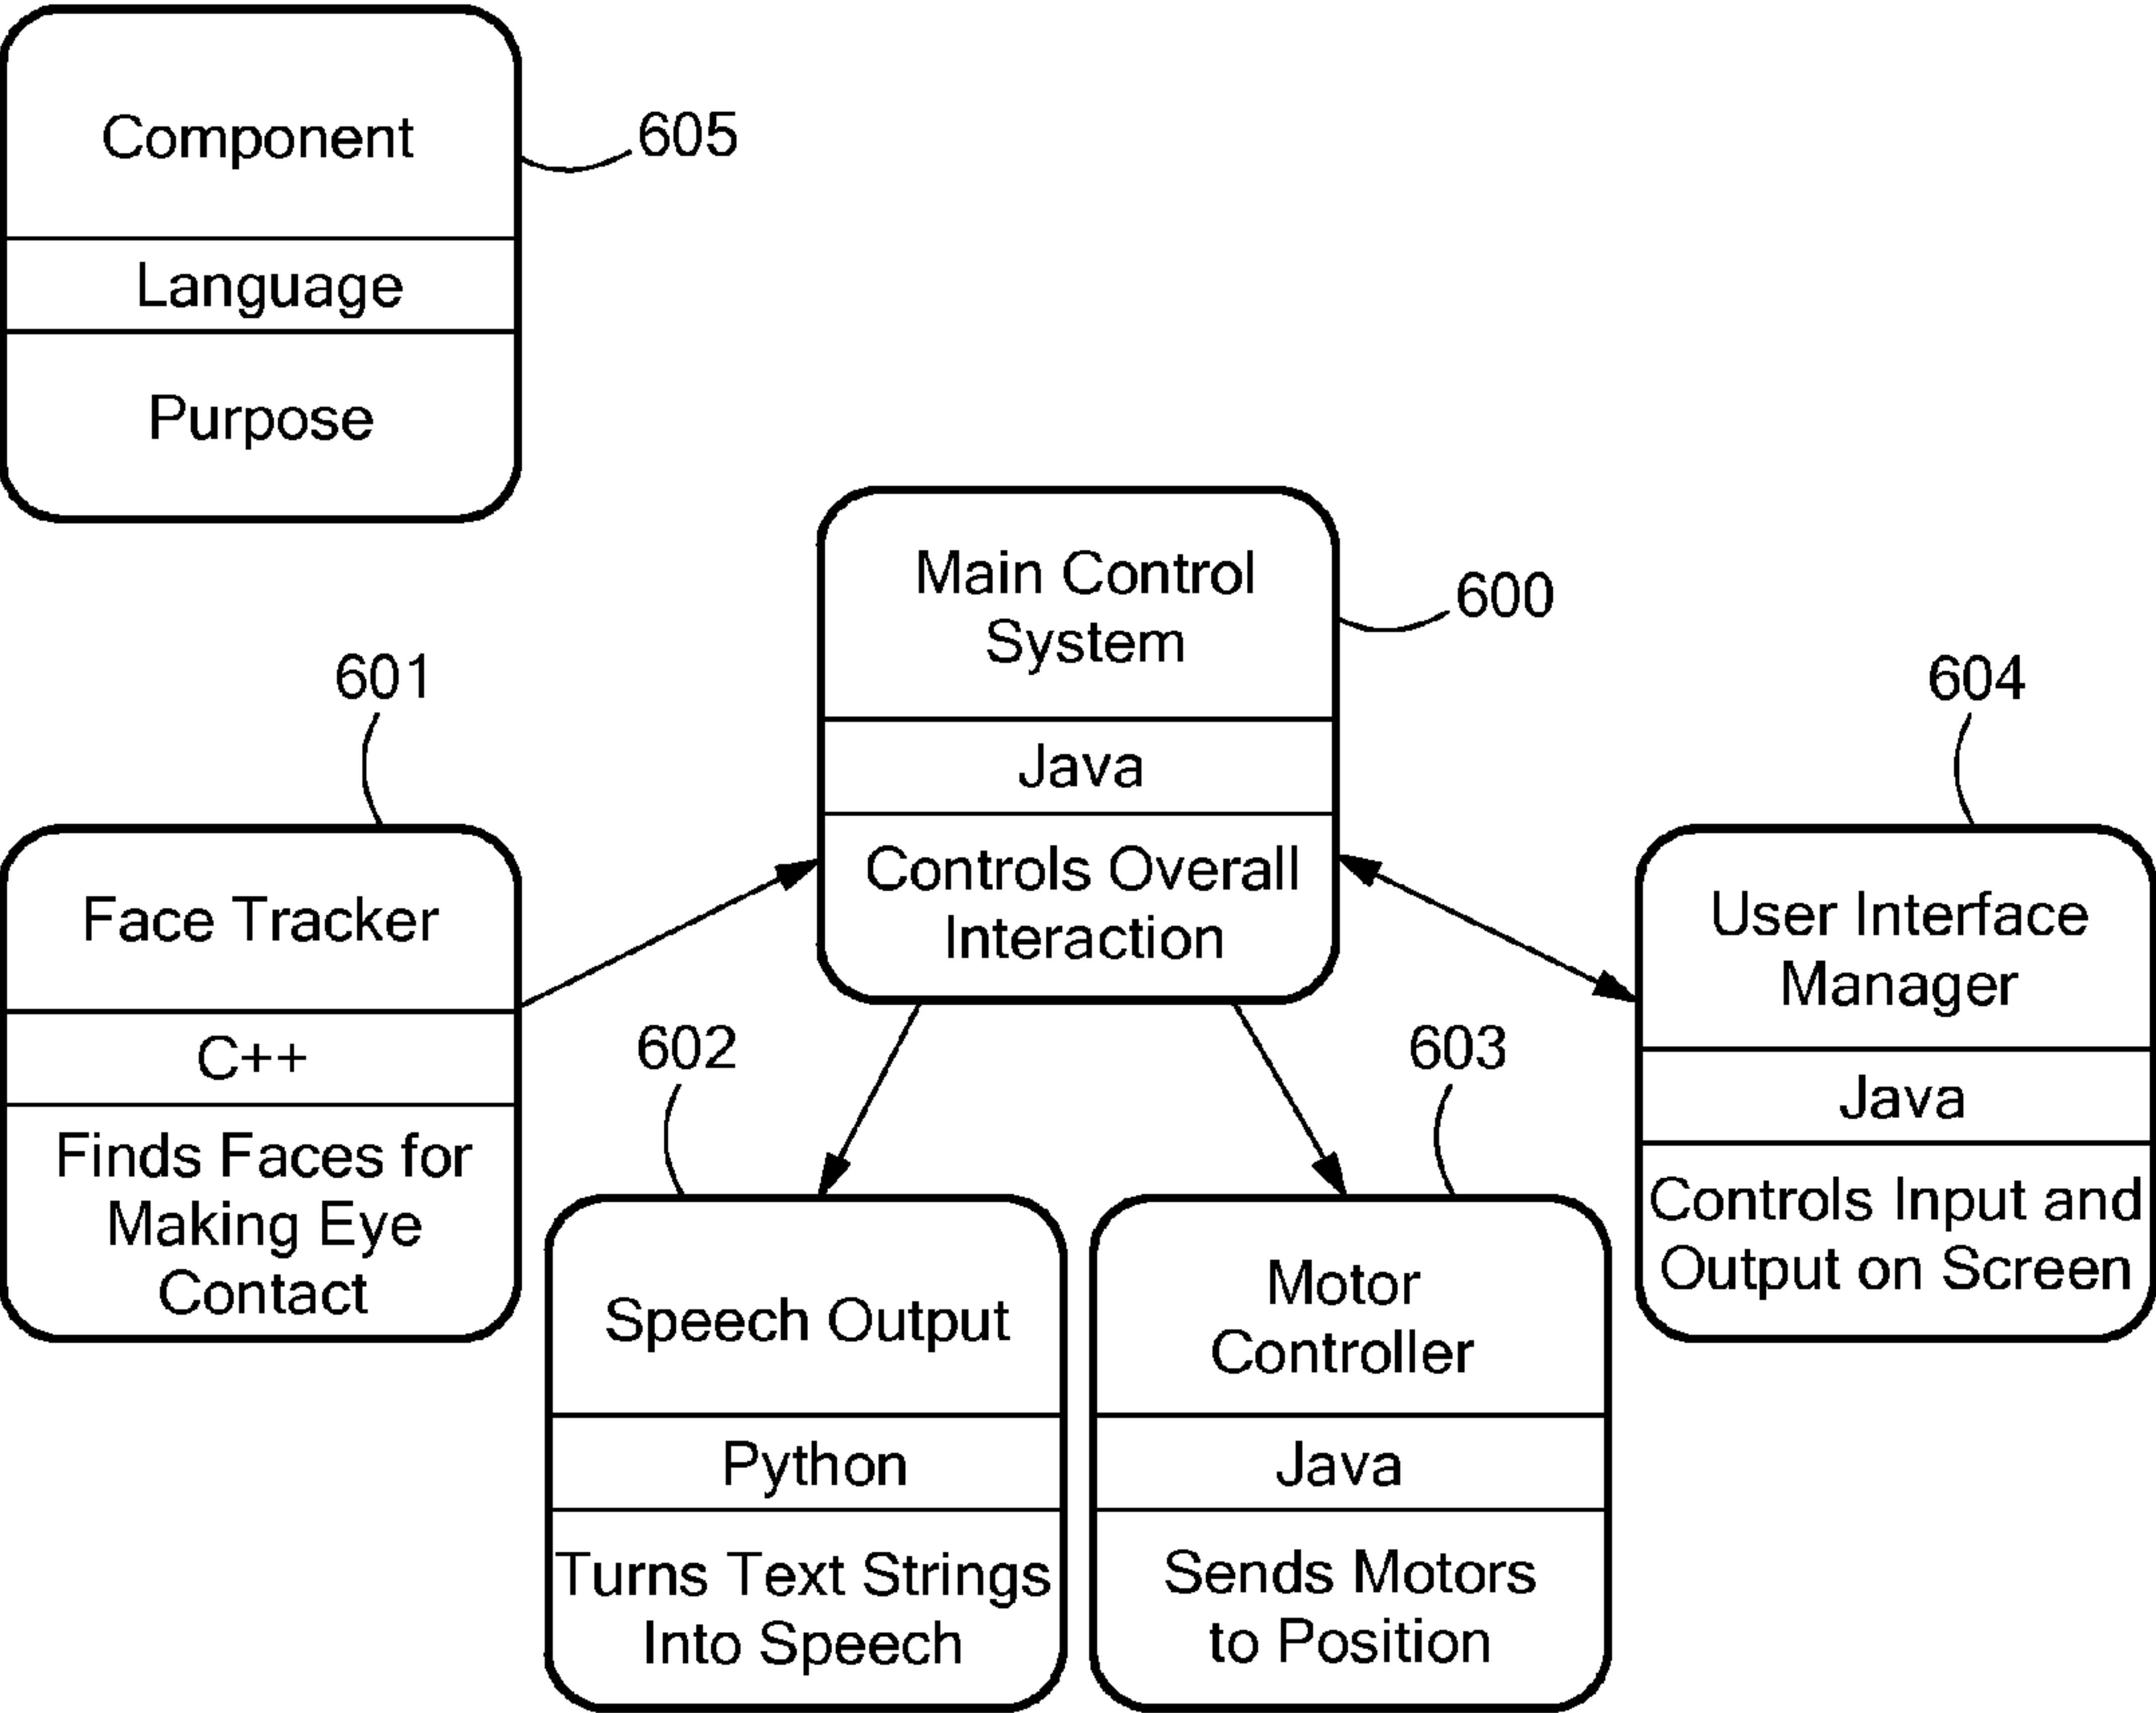 Component
605
Language
Purpose
Main Control
System
600
Java
Controls Overall
Interaction
601
Face Tracker
C++
Finds Faces for
Making Eye
Contact
602
Speech Output
Python
Turns Text Strings
Into Speech
603
Motor
Controller
Java
Sends Motors
to Position
604
User Interface
Manager
Java
Controls Input and
Output on Screen